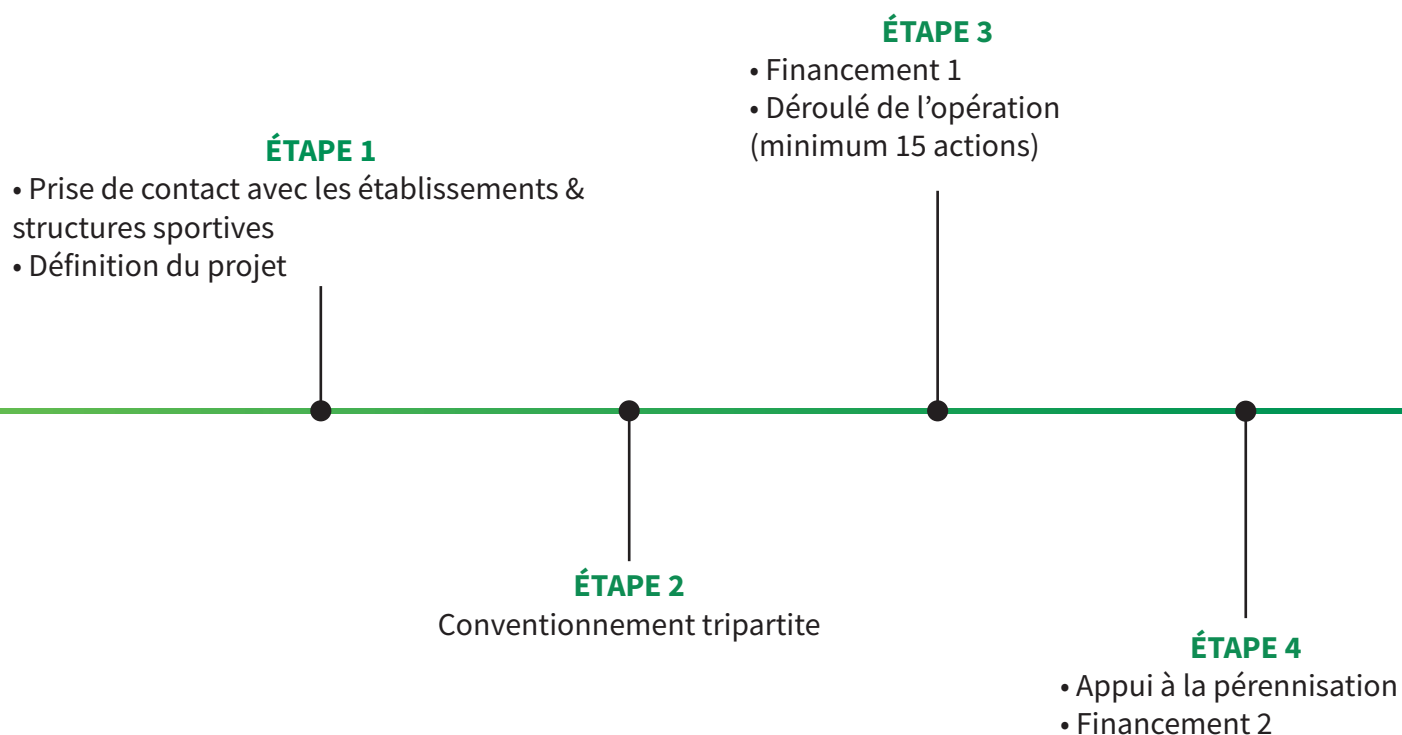 ÉTAPE 1
• Prise de contact avec les établissements &
structures sportives
• Définition du projet
ÉTAPE 2
Conventionnement tripartite
ÉTAPE 3
• Financement 1
• Déroulé de l’opération
(minimum 15 actions)
ÉTAPE 4
• Appui à la pérennisation
• Financement 2